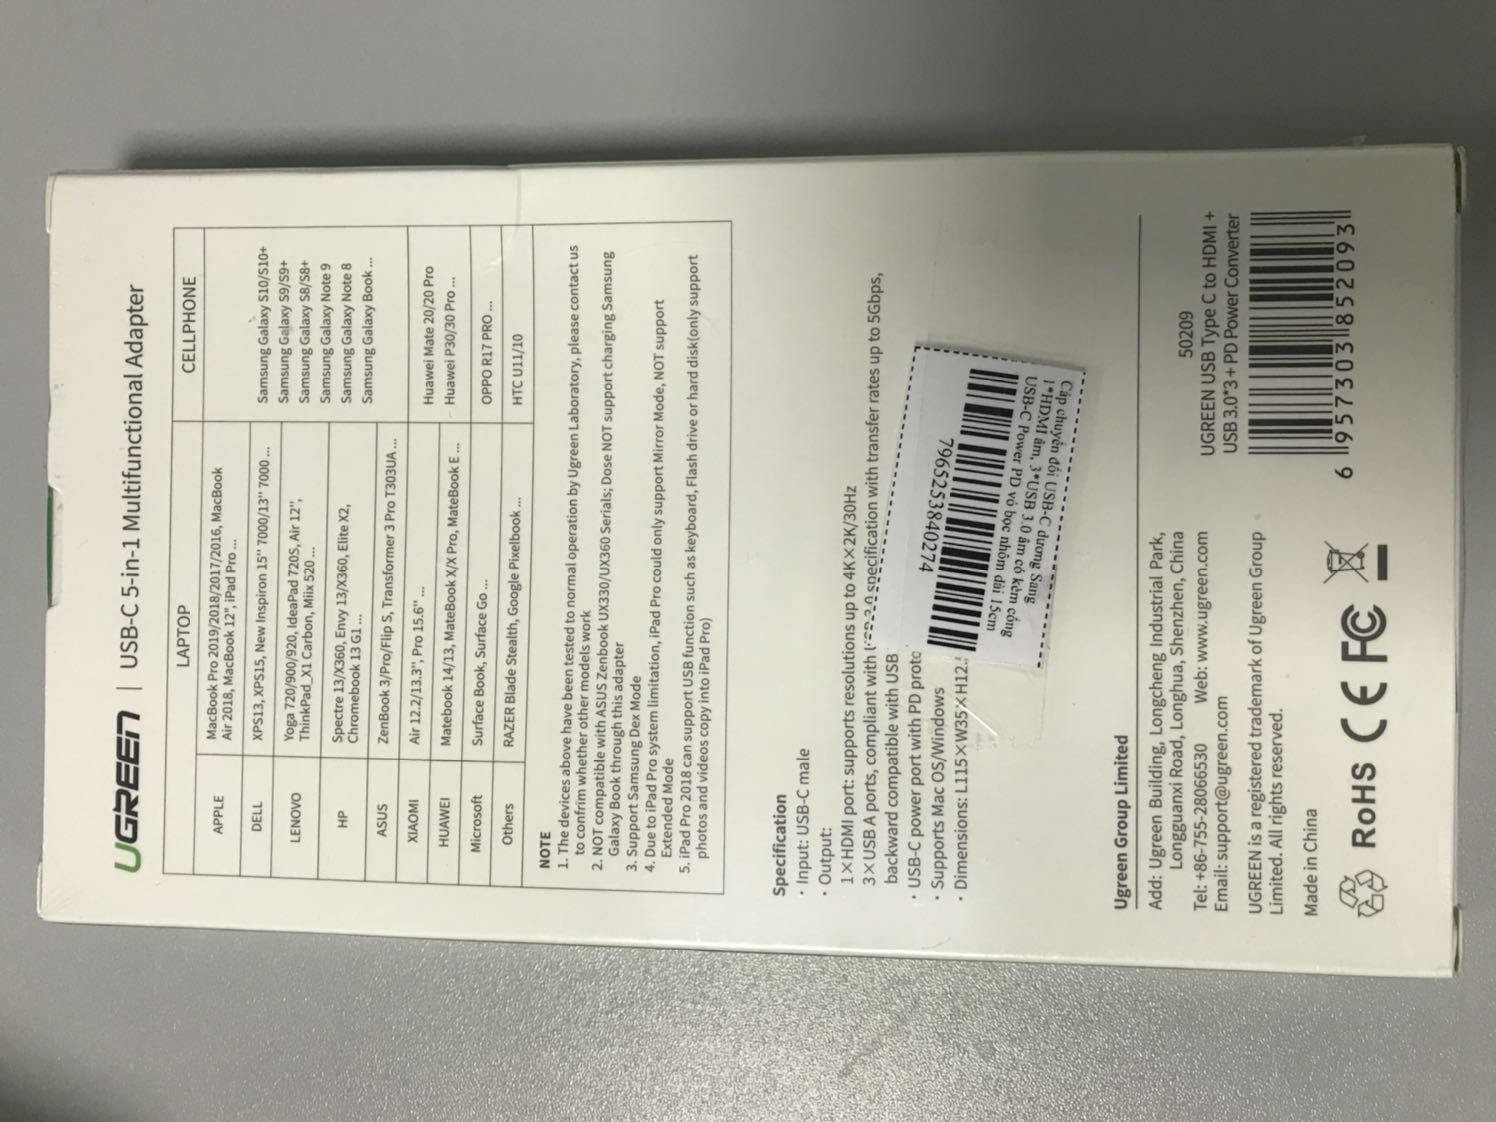 UGREEN | USB-C 5-in-1 Multifunctional Adapter
LAPTOP CELLPHONE
APPLE MacBook Pro 2019/2018/2017/2016, MacBook
Air 2018, MacBook 12", iPad Pro ...
DELL XPS13, XPS15, New Inspiron 15" 7000/13" 7000 ...
LENOVO Yoga 720/900/920, IdeaPad 720S, Air 12",
ThinkPad_X1 Carbon, Miix 520 ...
HP Spectre 13/X360, Envy 13/X360, Elite X2,
Chromebook 13 G1 ...
ASUS ZenBook 3/Pro/Flip S, Transformer 3 Pro T303UA ...
Samsung Galaxy S10/S10+
Samsung Galaxy S9/S9+
Samsung Galaxy S8/S8+
Samsung Galaxy Note 9
Samsung Galaxy Note 8
Samsung Galaxy Book ...
XIAOMI Air 12.2/13.3", Pro 15.6" ...
HUAWEI Matebook 14/13, MateBook X/X Pro, MateBook E ...
Huawei Mate 20/20 Pro
Huawei P30/30 Pro ...
Microsoft Surface Book, Surface Go ... OPPO R17 PRO ...
Others RAZER Blade Stealth, Google Pixelbook ... HTC U11/10
NOTE
1. The devices above have been tested to normal operation by Ugreen Laboratory, please contact us
to confrim whether other models work
2. NOT compatible with ASUS Zenbook UX330/UX360 Serials; Dose NOT support charging Samsung
Galaxy Book through this adapter
3. Support Samsung Dex Mode
4. Due to iPad Pro system limitation, iPad Pro could only support Mirror Mode, NOT support
Extended Mode
5. iPad Pro 2018 can support USB function such as keyboard, Flash drive or hard disk(only support
photos and videos copy into iPad Pro)
Specification
· Input: USB-C male
· Output:
1×HDMI port: supports resolutions up to 4K×2K/30Hz
3×USB A ports, compliant with specification with transfer rates up to 5Gbps,
backward compatible with USB
· USB-C power port with PD
· Supports Mac OS/Windows
· Dimensions: L115×W35×H12.
796525384​0274
Cáp chuyển đổi USB-C dương Sang
1*HDMI âm, 3*USB 3.0 âm có kèm cổng
USB-C Power PD vỏ bọc nhôm dài 15cm
Ugreen Group Limited
Add: Ugreen Building, Longcheng Industrial Park,
Longguanxi Road, Longhua, Shenzhen, China
Tel: +86-755-28066530 Web: www.ugreen.com
Email: support@ugreen.com
UGREEN is a registered trademark of Ugreen Group
Limited. All rights reserved.
Made in China
RoHS CE FC
50209
UGREEN USB Type C to HDMI +
USB 3.0*3 + PD Power Converter
6 957303 852093